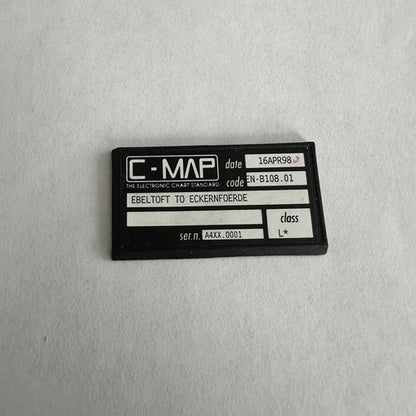 C-MAP
THE ELECTRONIC CHART STANDARD
date 16APR98
code EN-B108.01
EBELTOFT TO ECKERNFOERDE
class
L*
ser.n. A4XX.0001